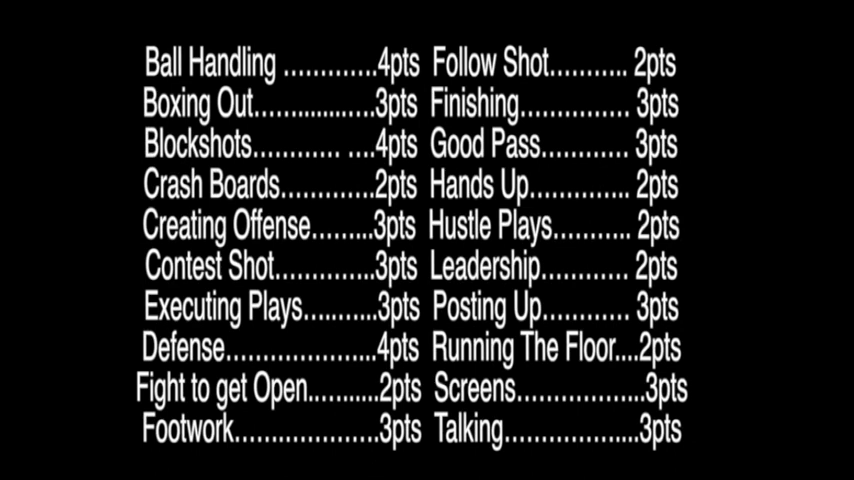 Ball Handling .............4pts Follow Shot........... 2pts
Boxing Out.................3pts Finishing............... 3pts
Blockshots............ ....4pts Good Pass............ 3pts
Crash Boards.............2pts Hands Up.............. 2pts
Creating Offense.........3pts Hustle Plays........... 2pts
Contest Shot..............3pts Leadership............ 2pts
Executing Plays...........3pts Posting Up............ 3pts
Defense.....................4pts Running The Floor....2pts
Fight to get Open..........2pts Screens..................3pts
Footwork....................3pts Talking...................3pts